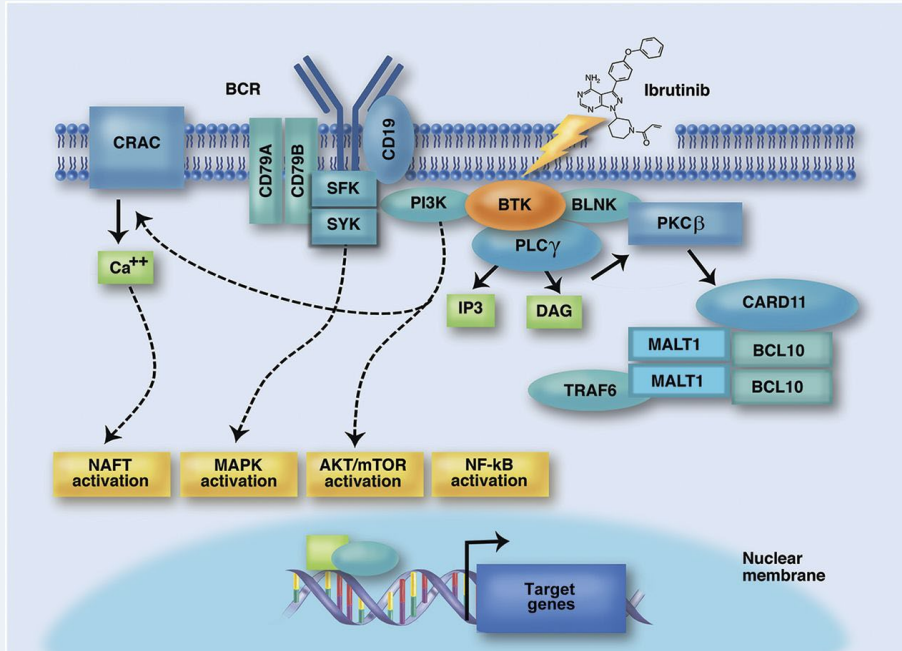 BCR
Ibrutinib
O
NH₂
N
N
N
N
N
O
CRAC
CD79A
CD79B
CD19
SFK
SYK
PI3K
BTK
BLNK
PLCγ
PKCβ
Ca++
IP3
DAG
CARD11
MALT1
BCL10
MALT1
BCL10
TRAF6
NAFT
activation
MAPK
activation
AKT/mTOR
activation
NF-kB
activation
Nuclear
membrane
Target
genes